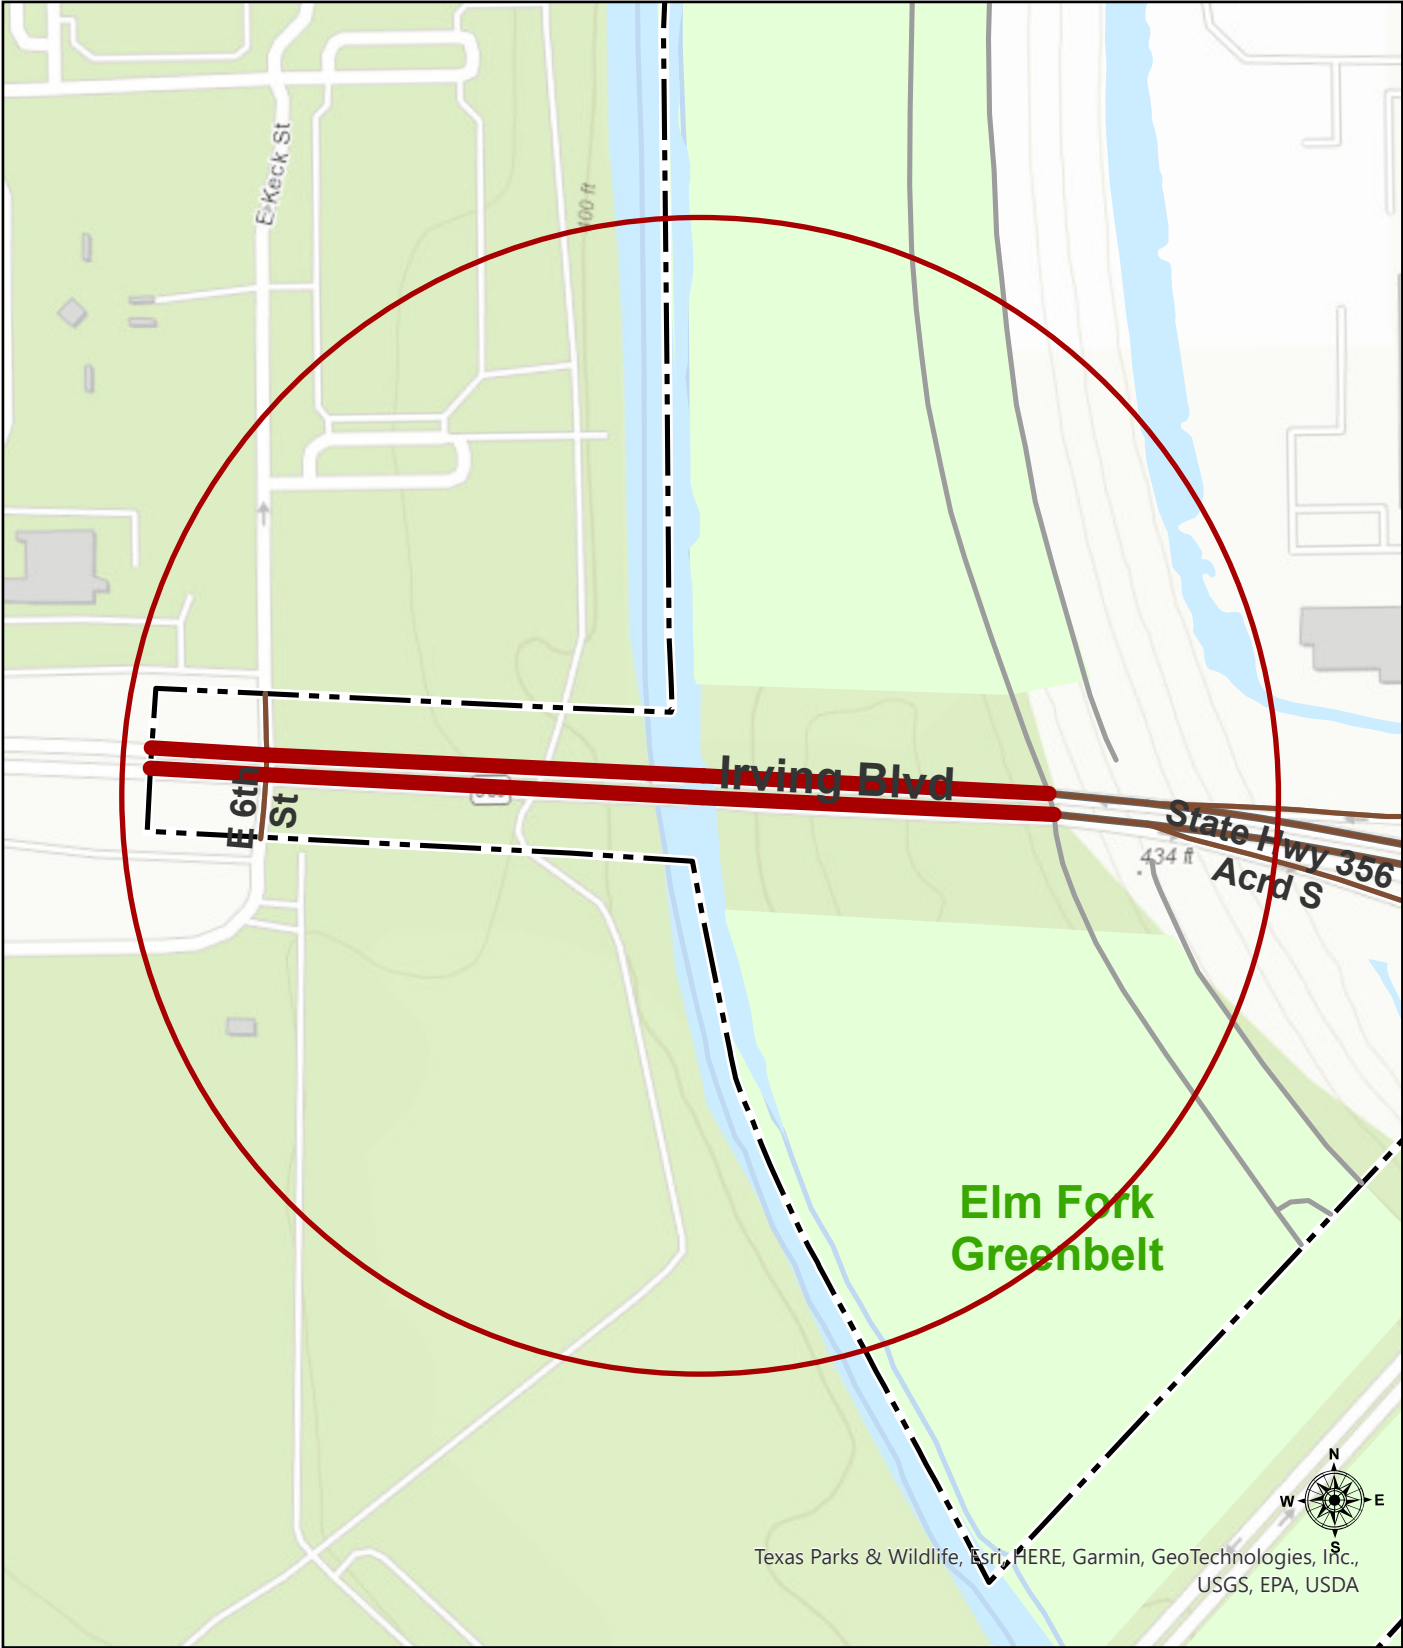 E Keck St
400 ft
Irving Blvd
E 6th
St
State Hwy 356
Acrd S
434 ft
Elm Fork
Greenbelt
N
W
E
S
Texas Parks & Wildlife, Esri, HERE, Garmin, GeoTechnologies, Inc.,
USGS, EPA, USDA